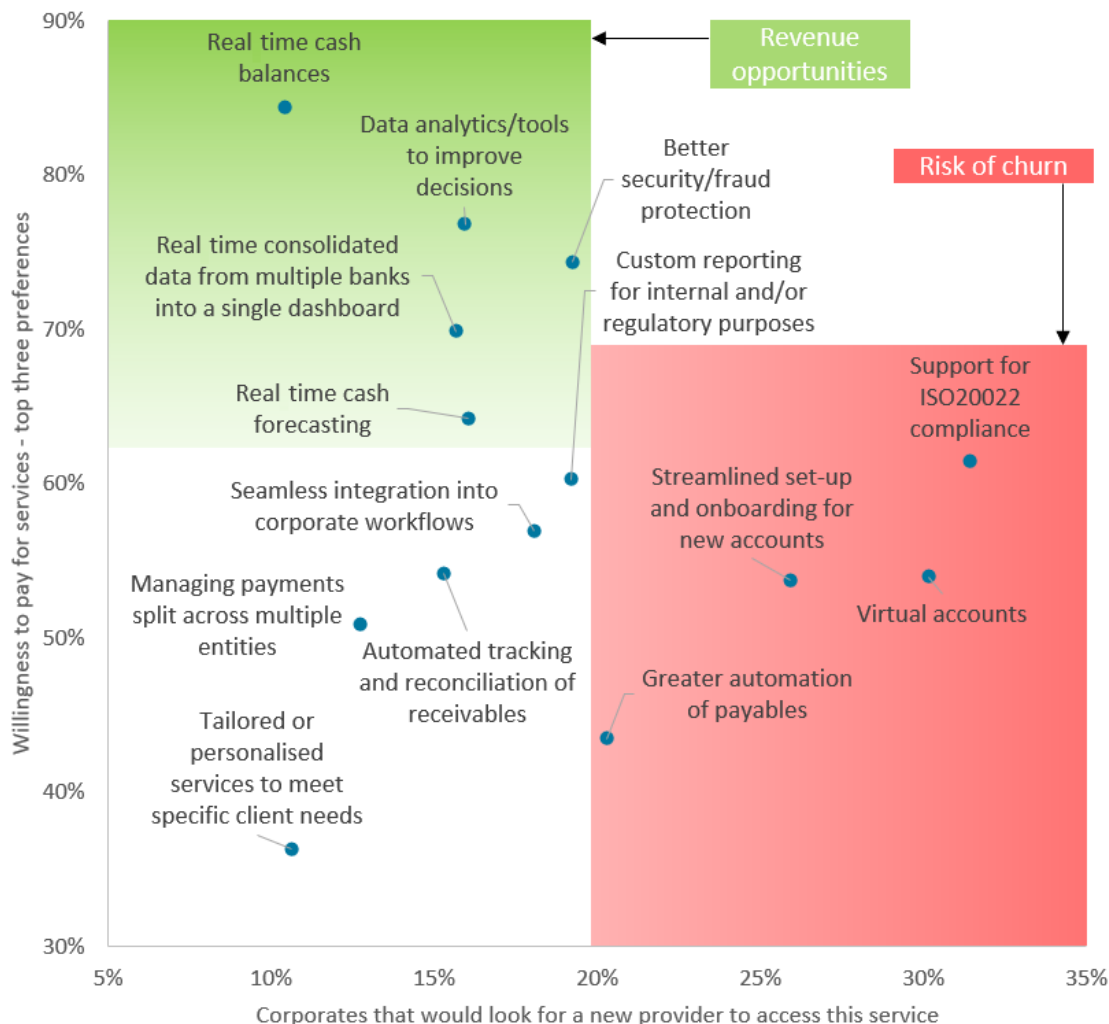 90%
Real time cash
balances
Revenue
opportunities
Data analytics/tools
to improve
decisions
Better
security/fraud
protection
Risk of churn
80%
Real time consolidated
data from multiple banks
into a single dashboard
Custom reporting
for internal and/or
regulatory purposes
70%
Real time cash
forecasting
Support for
ISO20022
compliance
60%
Seamless integration into
corporate workflows
Streamlined set-up
and onboarding for
new accounts
Managing payments
split across multiple
entities
Virtual accounts
50%
Automated tracking
and reconciliation of
receivables
Greater automation
of payables
Tailored or
personalised
services to meet
specific client needs
40%
30%
Willingness to pay for services - top three preferences
5%
10%
15%
20%
25%
30%
35%
Corporates that would look for a new provider to access this service